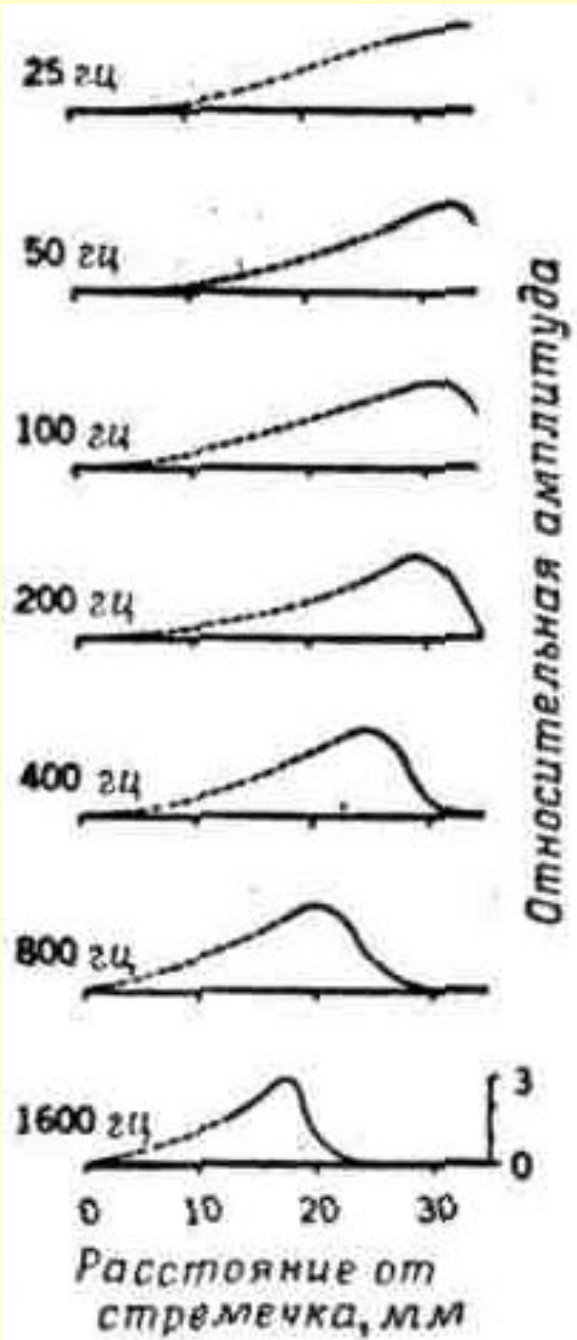 25 гц
50 гц
100 гц
200 гц
400 гц
800 гц
1600 гц
3
0
0 10 20 30
Расстояние от
стремечка, мм
Относительная амплитуда